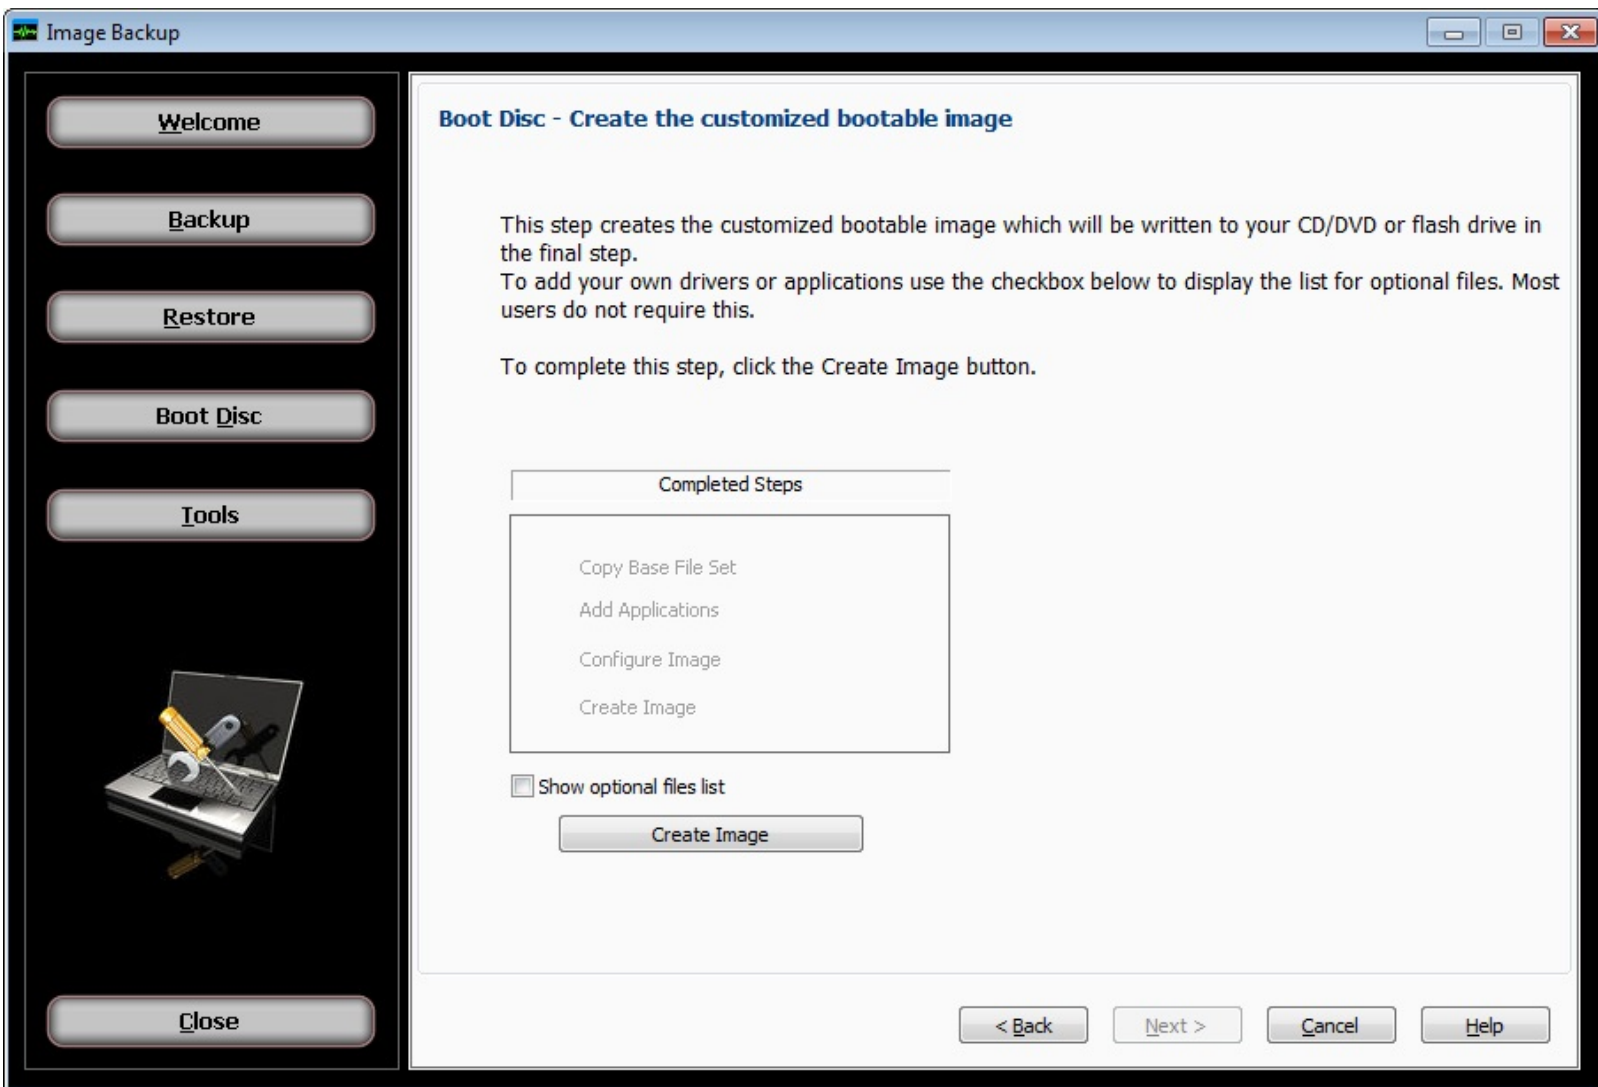 Image Backup
Welcome
Backup
Restore
Boot Disc
Tools
Close
Boot Disc - Create the customized bootable image
This step creates the customized bootable image which will be written to your CD/DVD or flash drive in
the final step.
To add your own drivers or applications use the checkbox below to display the list for optional files. Most
users do not require this.
To complete this step, click the Create Image button.
Completed Steps
Copy Base File Set
Add Applications
Configure Image
Create Image
Show optional files list
Create Image
< Back
Next >
Cancel
Help